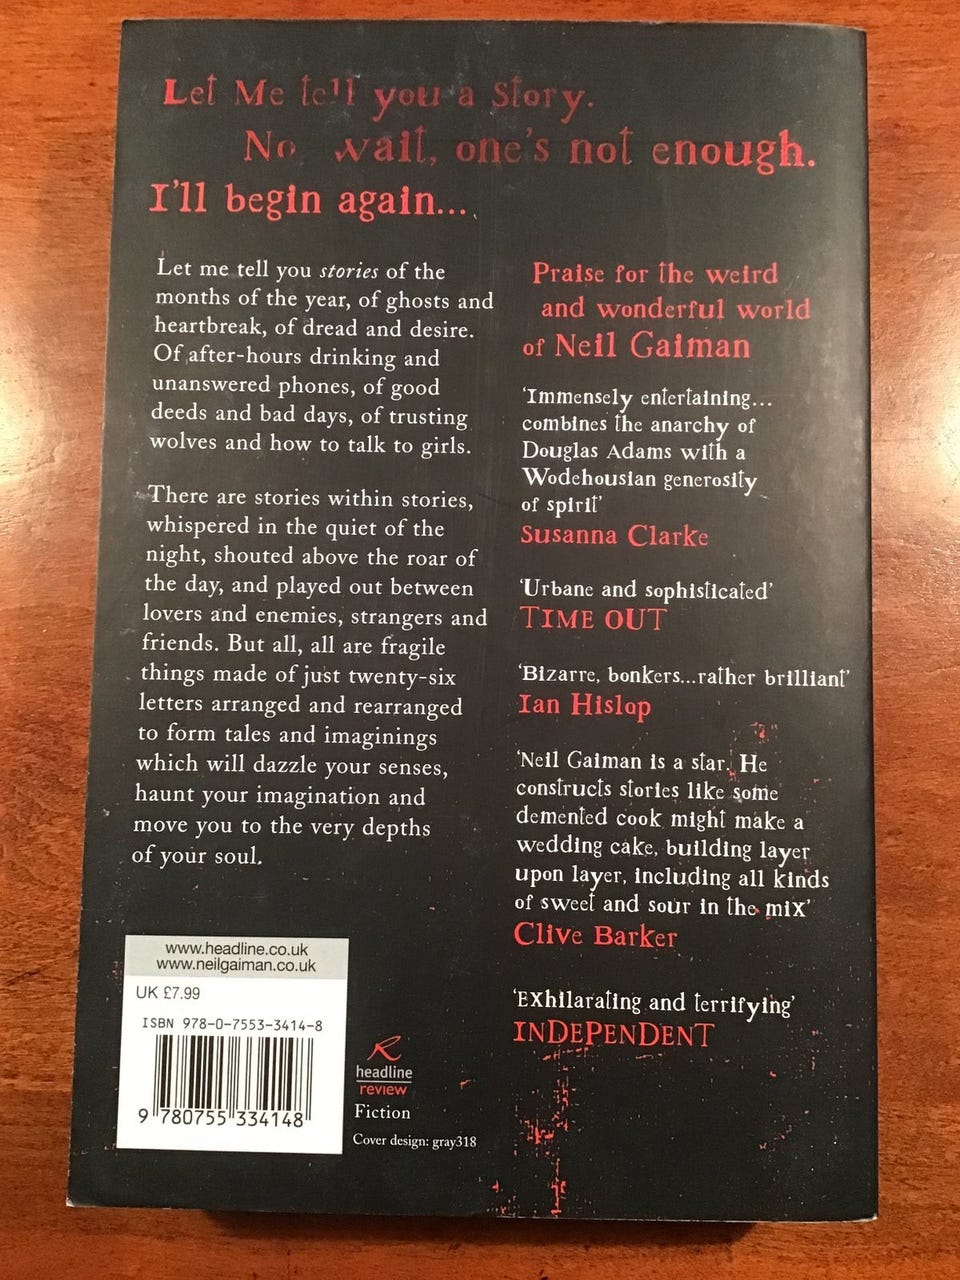 Let Me tell you a story.
No wait, one's not enough.
I'll begin again...
Let me tell you stories of the
months of the year, of ghosts and
heartbreak, of dread and desire.
Of after-hours drinking and
unanswered phones, of good
deeds and bad days, of trusting
wolves and how to talk to girls.
There are stories within stories,
whispered in the quiet of the
night, shouted above the roar of
the day, and played out between
lovers and enemies, strangers and
friends. But all, all are fragile
things made of just twenty-six
letters arranged and rearranged
to form tales and imaginings
which will dazzle your senses,
haunt your imagination and
move you to the very depths
of your soul.
Praise for the weird
and wonderful world
of Neil Gaiman
'Immensely entertaining...
combines the anarchy of
Douglas Adams with a
Wodehousian generosity
of spirit'
Susanna Clarke
'Urbane and sophisticated'
TIME OUT
'Bizarre, bonkers...rather brilliant'
Ian Hislop
'Neil Gaiman is a star. He
constructs stories like some
demented cook might make a
wedding cake, building layer
upon layer, including all kinds
of sweet and sour in the mix'
Clive Barker
'Exhilarating and terrifying'
INDEPENDENT
www.headline.co.uk
www.neilgaiman.co.uk
UK £7.99
ISBN 978-0-7553-3414-8
9 780755 334148
R
headline
review
Fiction
Cover design: gray318